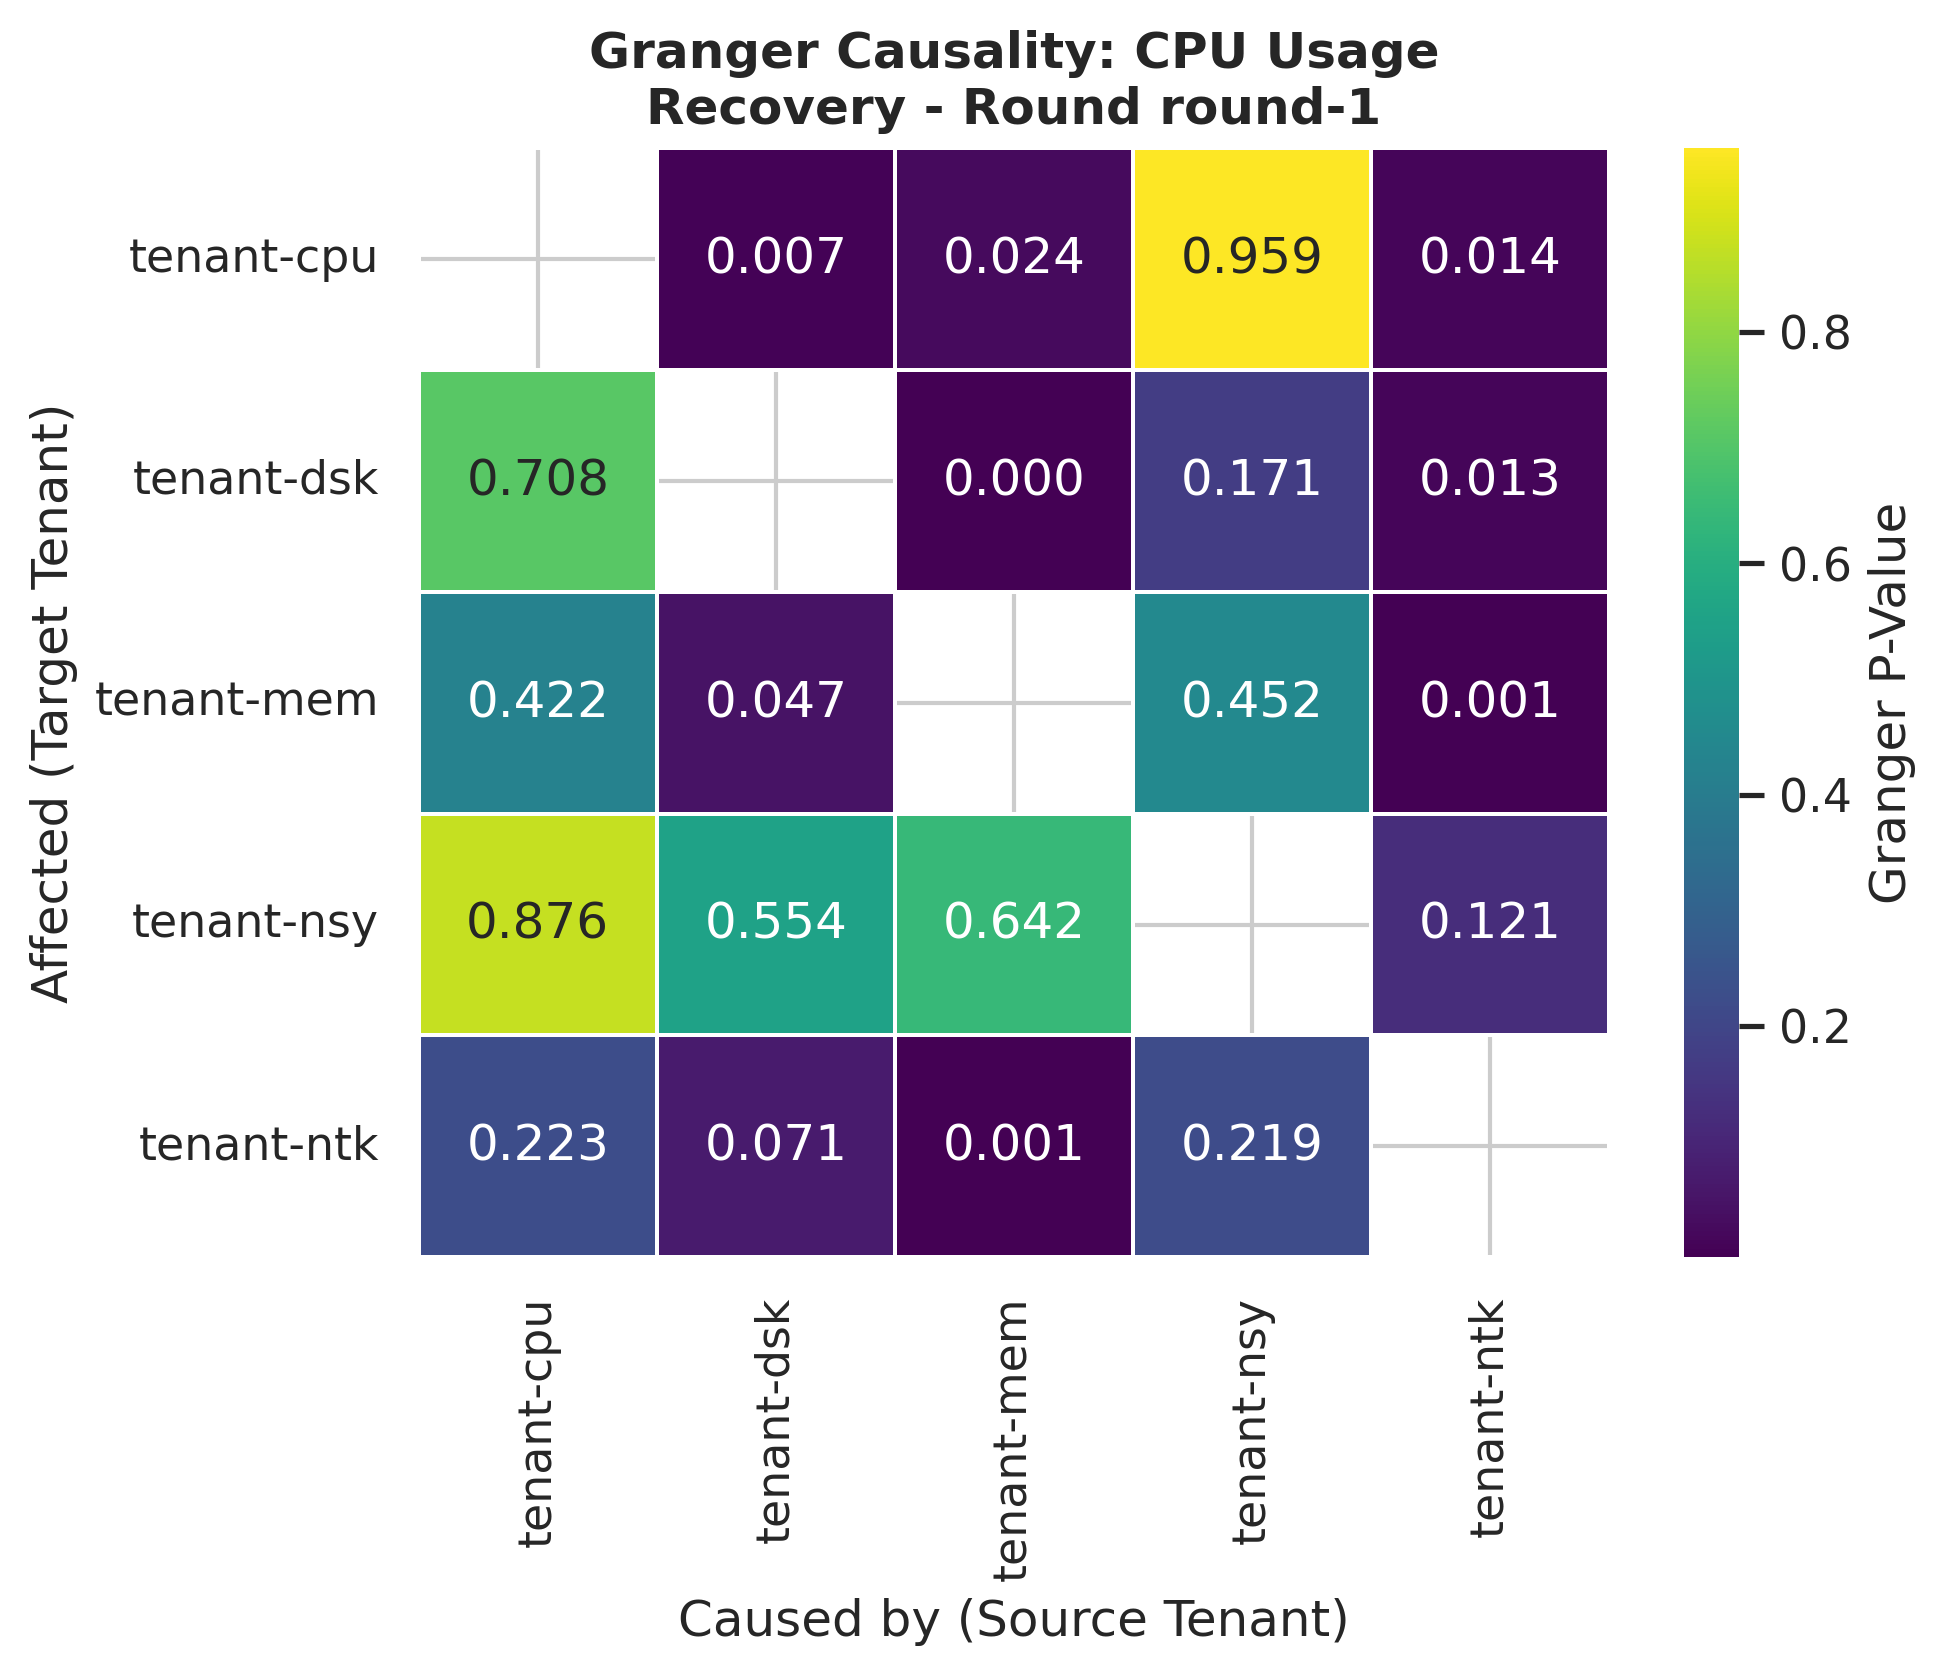 Granger Causality: CPU Usage
Recovery - Round round-1
Affected (Target Tenant)
tenant-cpu
0.007 0.024 0.959 0.014
tenant-dsk
0.708 0.000 0.171 0.013
tenant-mem
0.422 0.047 0.452 0.001
tenant-nsy
0.876 0.554 0.642 0.121
tenant-ntk
0.223 0.071 0.001 0.219
tenant-cpu
tenant-dsk
tenant-mem
tenant-nsy
tenant-ntk
Caused by (Source Tenant)
0.8
0.6
0.4
0.2
Granger P-Value